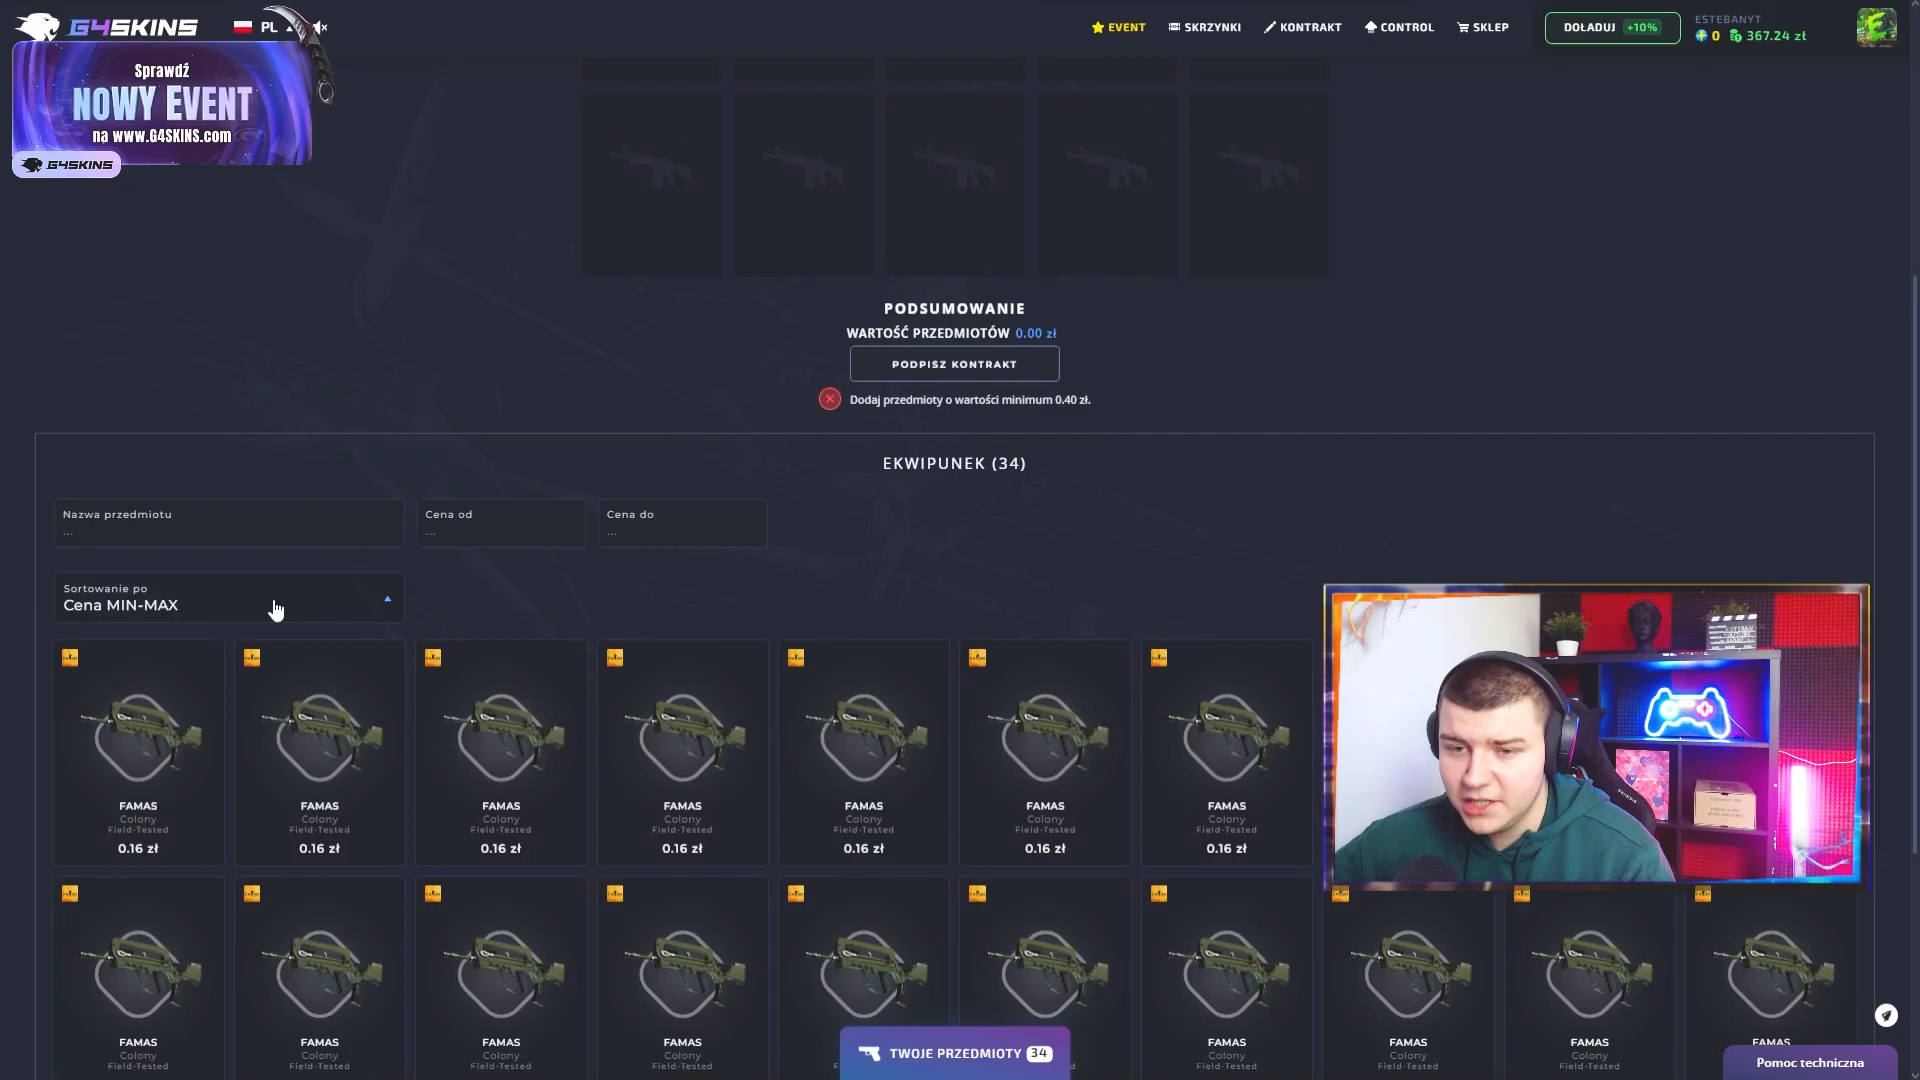 G4SKINS
PL
EVENT
SKRZYNKI
KONTRAKT
CONTROL
SKLEP
DOŁADUJ +10%
ESTEBANYT
0 367.24 zł
Sprawdź
NOWY EVENT
na www.G4SKINS.com
G4SKINS
PODSUMOWANIE
WARTOŚĆ PRZEDMIOTÓW 0.00 zł
PODPISZ KONTRAKT
Dodaj przedmioty o wartości minimum 0.40 zł.
EKWIPUNEK (34)
Nazwa przedmiotu
...
Cena od
...
Cena do
...
Sortowanie po
Cena MIN-MAX
FAMAS
Colony
Field-Tested
0.16 zł
FAMAS
Colony
Field-Tested
0.16 zł
FAMAS
Colony
Field-Tested
0.16 zł
FAMAS
Colony
Field-Tested
0.16 zł
FAMAS
Colony
Field-Tested
0.16 zł
FAMAS
Colony
Field-Tested
0.16 zł
FAMAS
Colony
Field-Tested
0.16 zł
FAMAS
Colony
Field-Tested
FAMAS
Colony
Field-Tested
FAMAS
Colony
Field-Tested
FAMAS
Colony
Field-Tested
FAMAS
Colony
Field-Tested
FAMAS
Colony
Field-Tested
FAMAS
Colony
Field-Tested
FAMAS
TWOJE PRZEDMIOTY 34
Pomoc techniczna